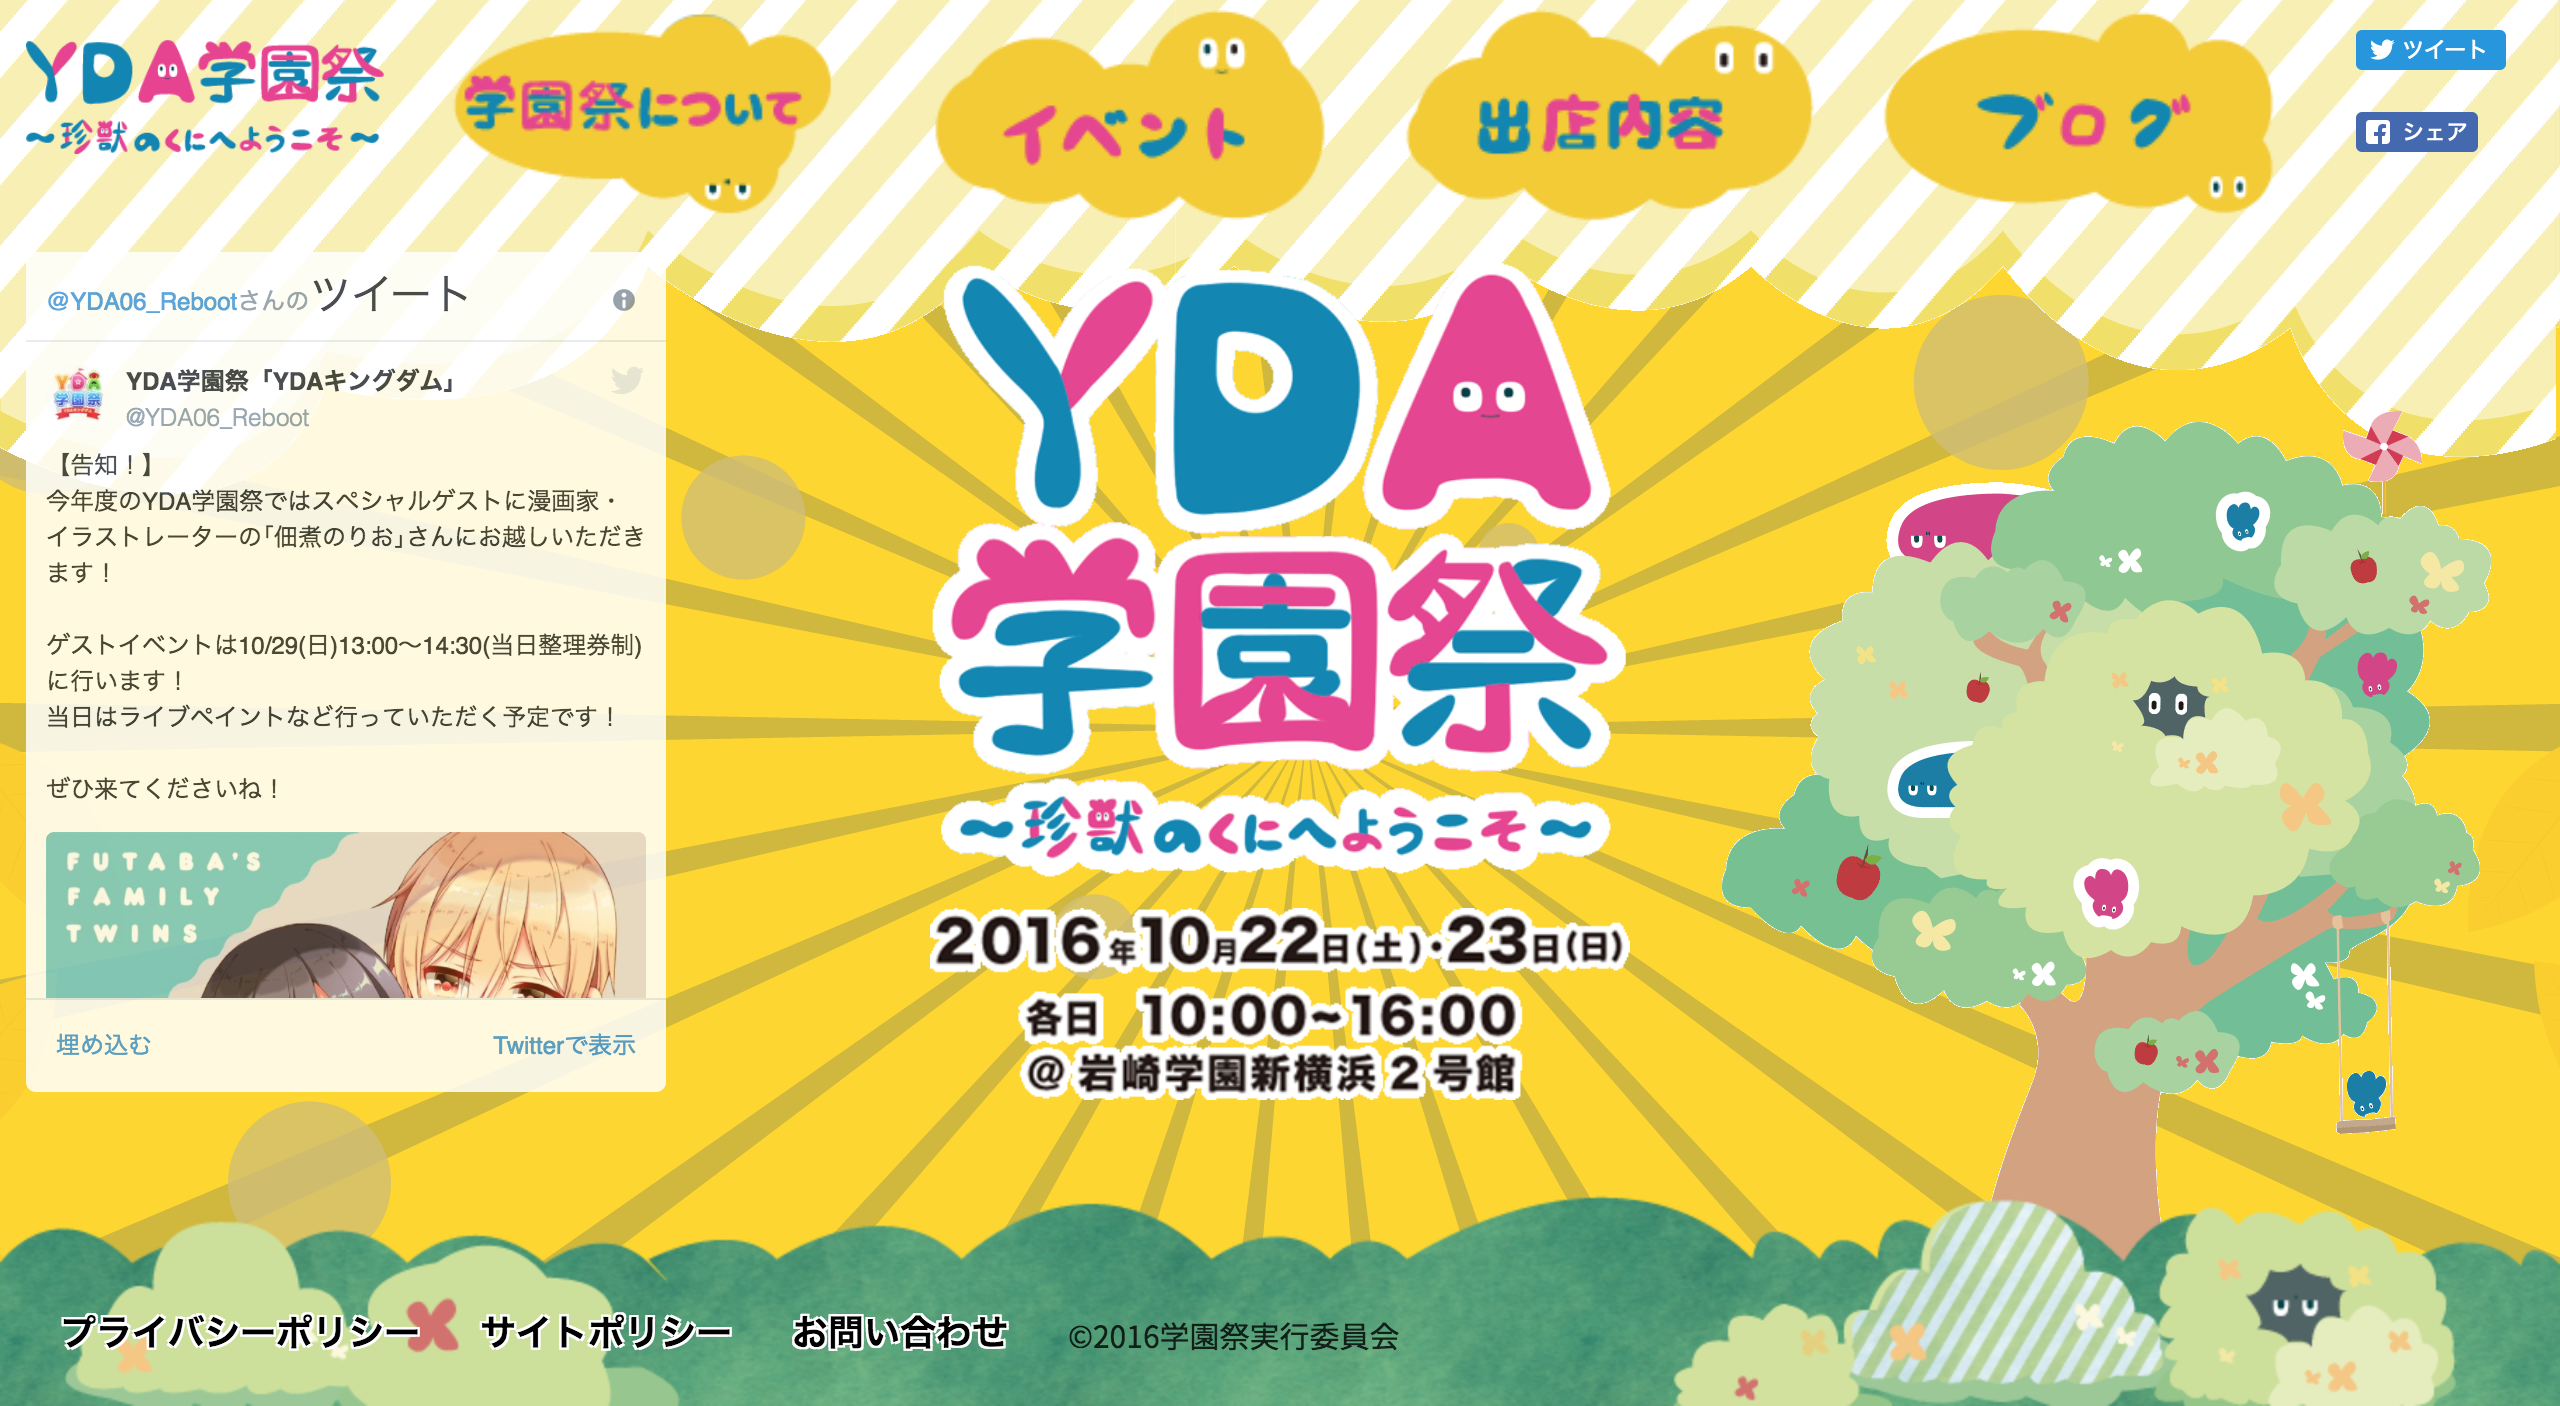 YDA学園祭
～珍獣のくにへようこそ～
学園祭について
イベント
出店内容
ブログ
ツイート
シェア
@YDA06_Rebootさんのツイート
YDA学園祭「YDAキングダム」
@YDA06_Reboot
【告知！】
今年度のYDA学園祭ではスペシャルゲストに漫画家・
イラストレーターの｢佃煮のりお｣さんにお越しいただき
ます！
ゲストイベントは10/29(日)13:00〜14:30(当日整理券制)
に行います！
当日はライブペイントなど行っていただく予定です！
ぜひ来てくださいね！
FUTABA'S
FAMILY
TWINS
埋め込む
Twitterで表示
YDA
学園祭
～珍獣のくにへようこそ～
2016年10月22日(土)・23日(日)
各日 10:00~16:00
@岩崎学園新横浜2号館
プライバシーポリシー
サイトポリシー
お問い合わせ
©2016学園祭実行委員会